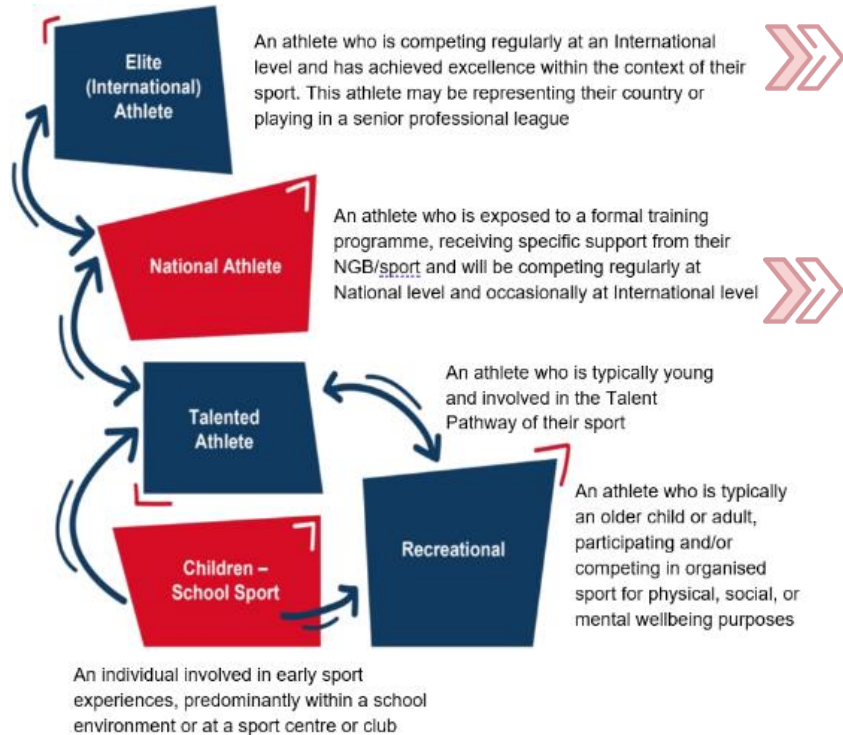 Elite
(International)
Athlete
An athlete who is competing regularly at an International
level and has achieved excellence within the context of their
sport. This athlete may be representing their country or
playing in a senior professional league
National Athlete
An athlete who is exposed to a formal training
programme, receiving specific support from their
NGB/sport and will be competing regularly at
National level and occasionally at International level
Talented
Athlete
An athlete who is typically young
and involved in the Talent
Pathway of their sport
Recreational
An athlete who is typically
an older child or adult,
participating and/or
competing in organised
sport for physical, social, or
mental wellbeing purposes
Children –
School Sport
An individual involved in early sport
experiences, predominantly within a school
environment or at a sport centre or club